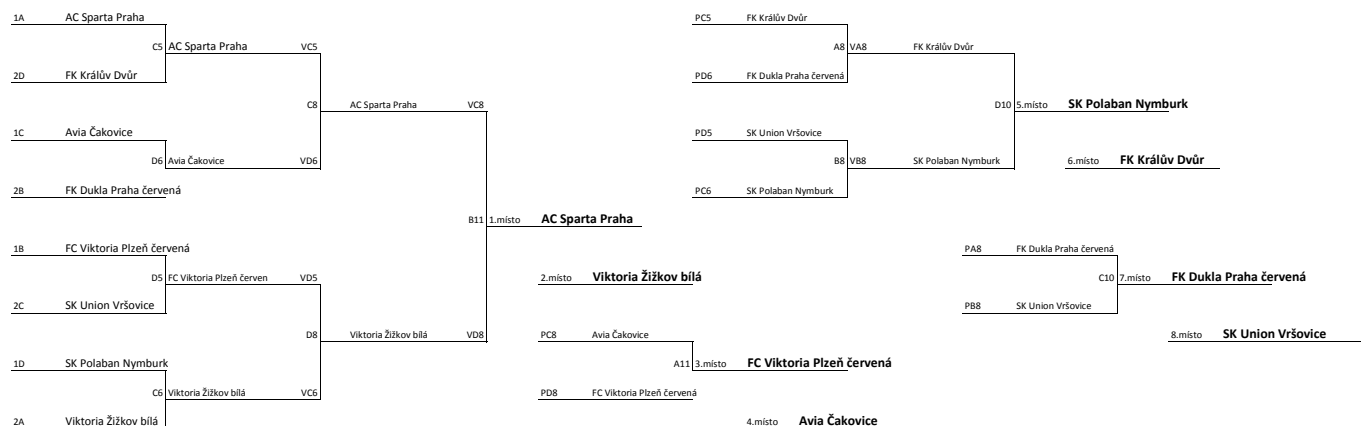 1A AC Sparta Praha PC5 FK Králův Dvůr
C5 AC Sparta Praha VC5 A8 VA8 FK Králův Dvůr
2D FK Králův Dvůr PD6 FK Dukla Praha červená
C8 AC Sparta Praha VC8 D10 5.místo SK Polaban Nymburk
1C Avia Čakovice PD5 SK Union Vršovice
D6 Avia Čakovice VD6 B8 VB8 SK Polaban Nymburk 6.místo FK Králův Dvůr
2B FK Dukla Praha červená PC6 SK Polaban Nymburk
B11 1.místo AC Sparta Praha
1B FC Viktoria Plzeň červená PA8 FK Dukla Praha červená
D5 FC Viktoria Plzeň červen VD5 2.místo Viktoria Žižkov bílá C10 7.místo FK Dukla Praha červená
2C SK Union Vršovice PB8 SK Union Vršovice
D8 Viktoria Žižkov bílá VD8 PC8 Avia Čakovice 8.místo SK Union Vršovice
1D SK Polaban Nymburk A11 3.místo FC Viktoria Plzeň červená
C6 Viktoria Žižkov bílá VC6 PD8 FC Viktoria Plzeň červená
2A Viktoria Žižkov bílá 4.místo Avia Čakovice